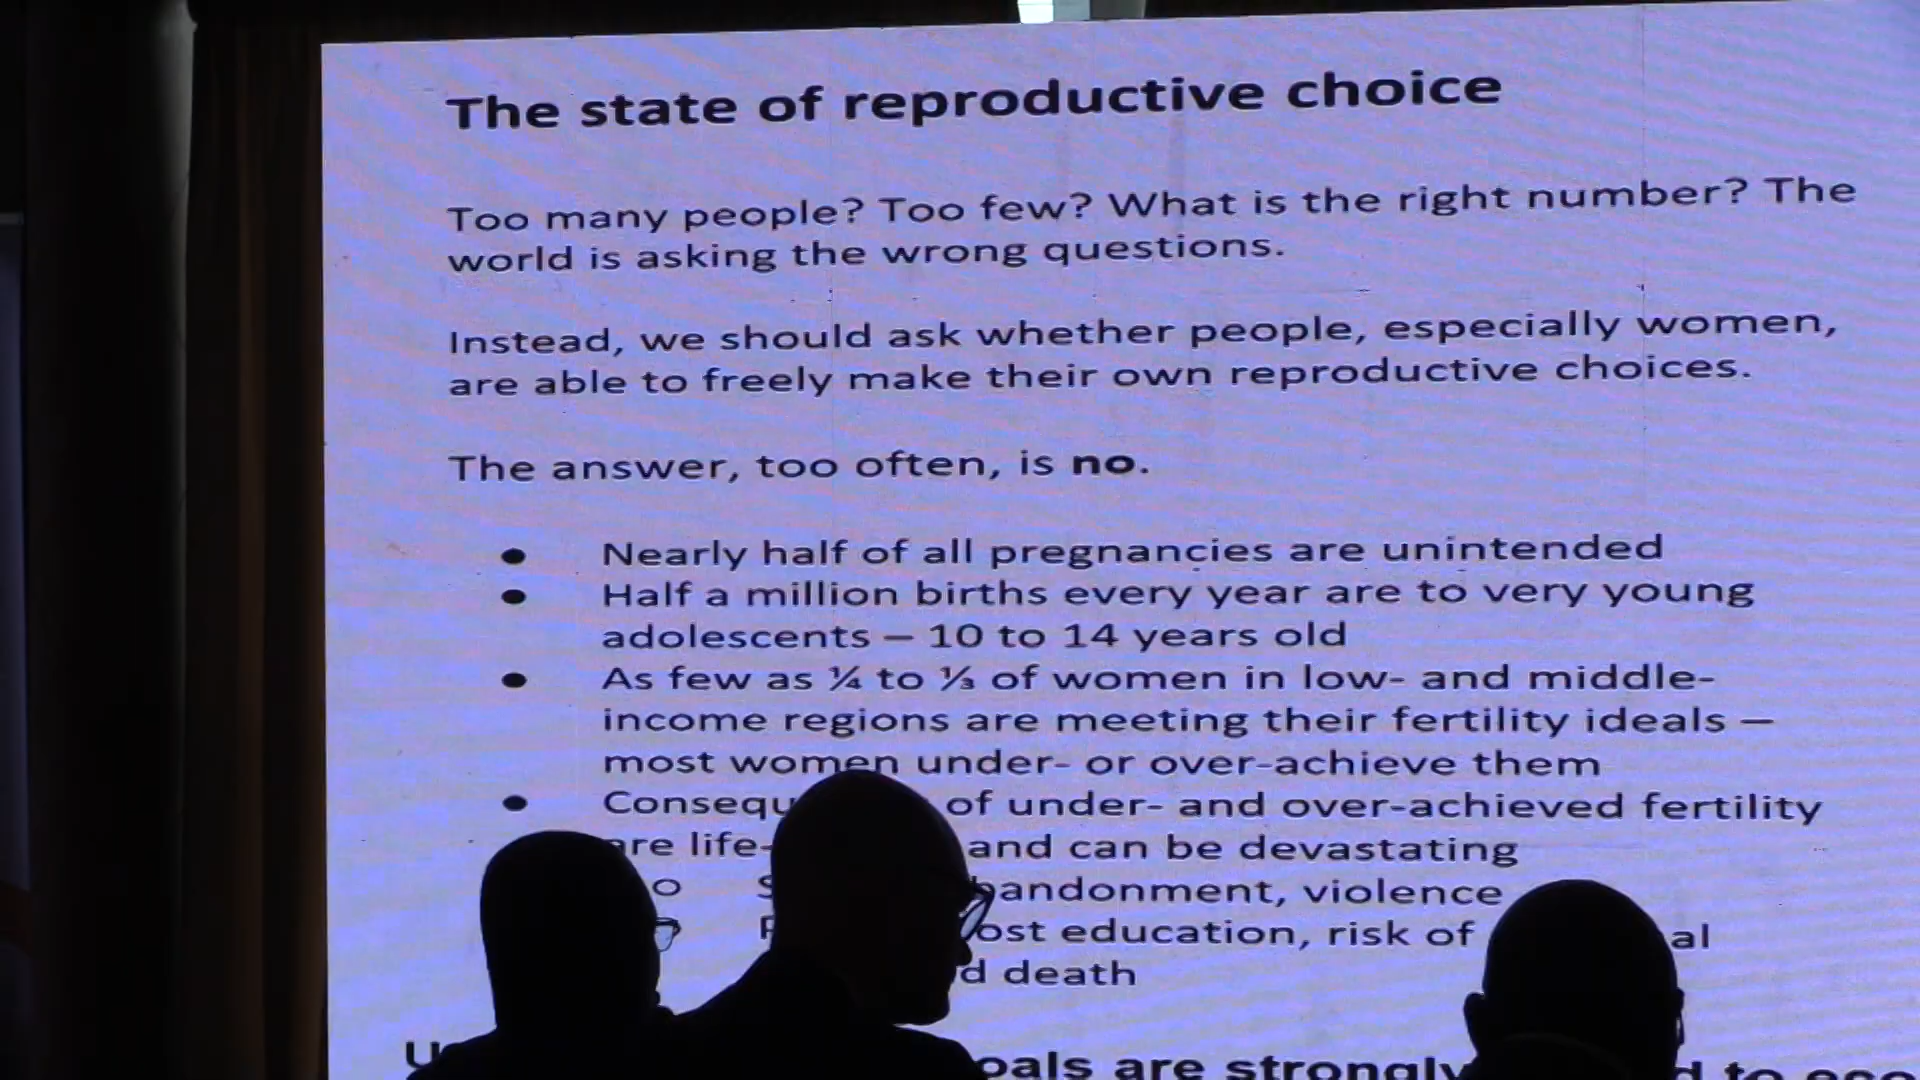 The state of reproductive choice
Too many people? Too few? What is the right number? The
world is asking the wrong questions.
Instead, we should ask whether people, especially women,
are able to freely make their own reproductive choices.
The answer, too often, is no.
● Nearly half of all pregnancies are unintended
● Half a million births every year are to very young
adolescents – 10 to 14 years old
● As few as ¼ to ⅓ of women in low- and middle-
income regions are meeting their fertility ideals –
most women under- or over-achieve them
● of under- and over-achieved fertility
are life- and can be devastating
o violence
education, risk of
death
are strongly to